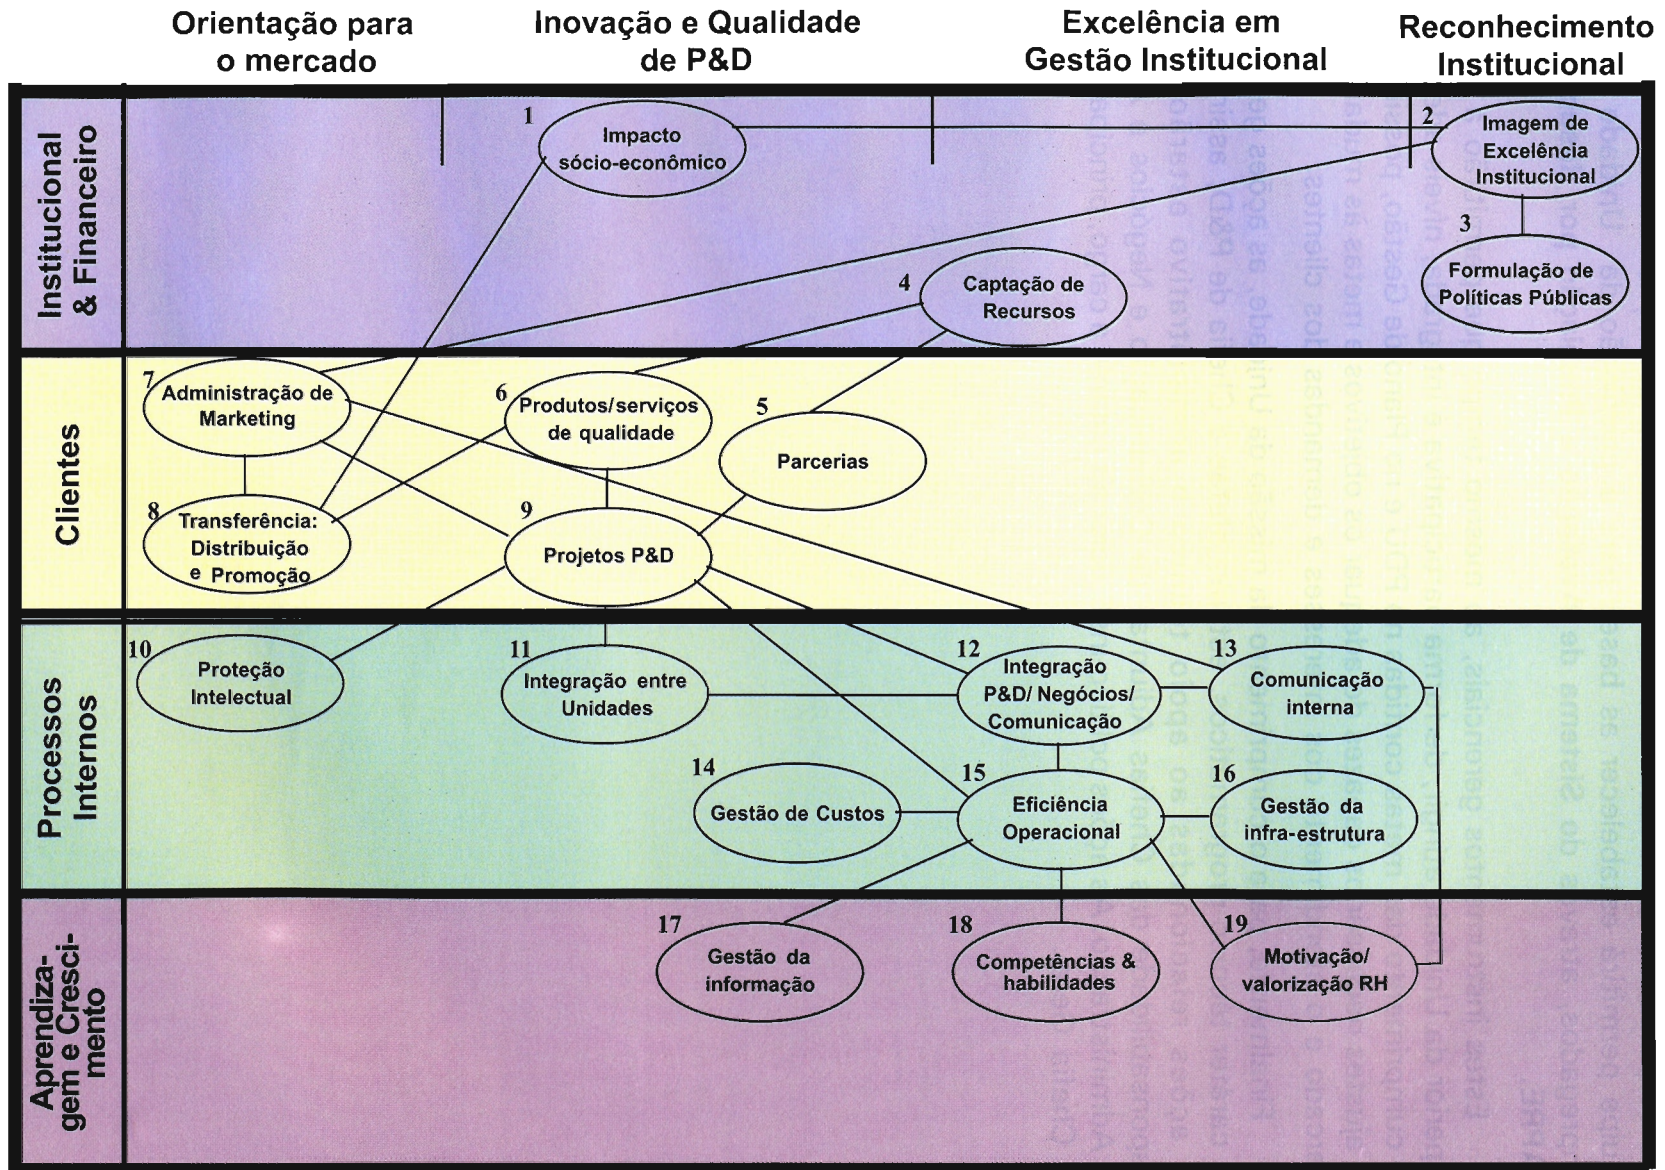 Orientação para
o mercado
Inovação e Qualidade
de P&D
Excelência em
Gestão Institucional
Reconhecimento
Institucional
Institucional
& Financeiro
1
Impacto
sócio-econômico
2
Imagem de
Excelência
Institucional
3
Formulação de
Políticas Públicas
4
Captação de
Recursos
Clientes
7
Administração de
Marketing
6
Produtos/serviços
de qualidade
5
Parcerias
8
Transferência:
Distribuição
e Promoção
9
Projetos P&D
Processos
Internos
10
Proteção
Intelectual
11
Integração entre
Unidades
12
Integração
P&D/ Negócios/
Comunicação
13
Comunicação
interna
14
Gestão de Custos
15
Eficiência
Operacional
16
Gestão da
infra-estrutura
Aprendiza-
gem e Cresci-
mento
17
Gestão da
informação
18
Competências &
habilidades
19
Motivação/
valorização RH